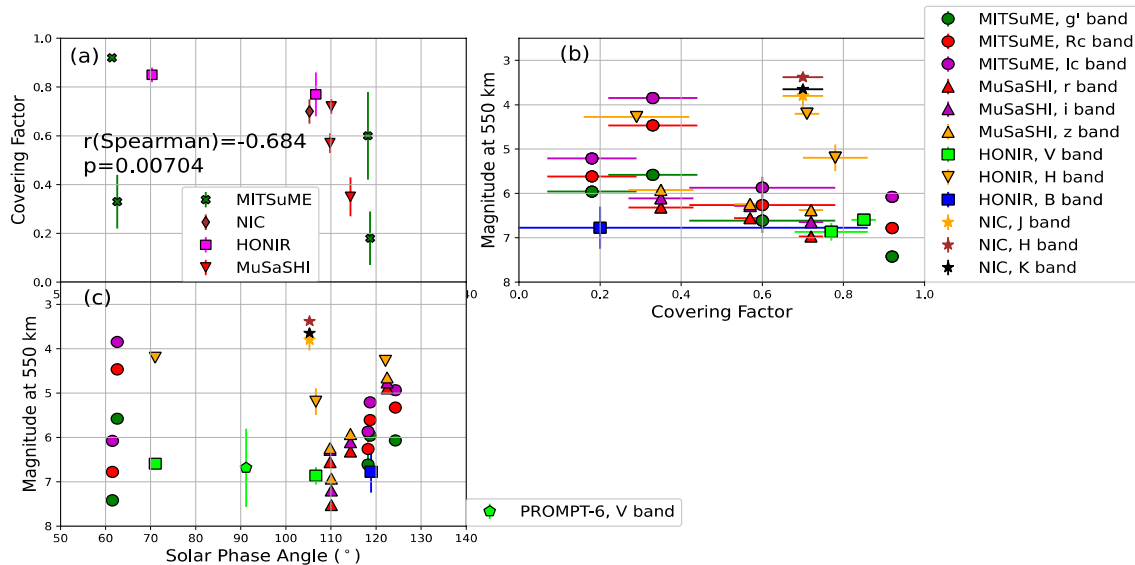 (a)
Covering Factor
1.0
0.8
0.6
0.4
0.2
0.0
r(Spearman)=-0.684
p=0.00704
MITSuME
NIC
HONIR
MuSaSHI
(b)
Magnitude at 550 km
3
4
5
6
7
8
0.0 0.2 0.4 0.6 0.8 1.0
Covering Factor
MITSuME, g' band
MITSuME, Rc band
MITSuME, Ic band
MuSaSHI, r band
MuSaSHI, i band
MuSaSHI, z band
HONIR, V band
HONIR, H band
HONIR, B band
NIC, J band
NIC, H band
NIC, K band
(c)
Magnitude at 550 km
3
4
5
6
7
8
50 60 70 80 90 100 110 120 130 140
Solar Phase Angle (°)
PROMPT-6, V band